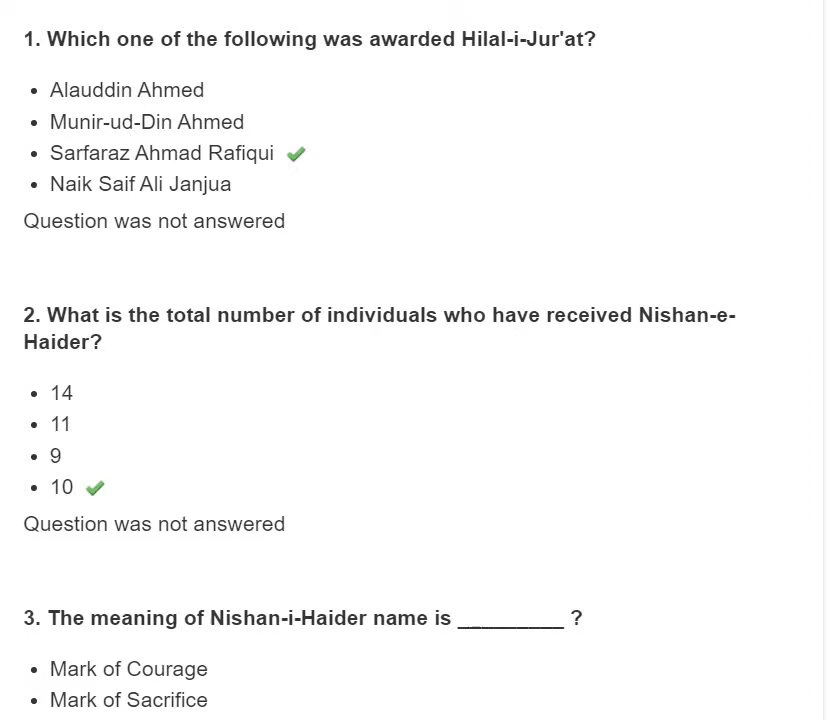 1. Which one of the following was awarded Hilal-i-Jur'at?
• Alauddin Ahmed
• Munir-ud-Din Ahmed
• Sarfaraz Ahmad Rafiqui
• Naik Saif Ali Janjua
Question was not answered
2. What is the total number of individuals who have received Nishan-e-
Haider?
• 14
• 11
• 9
• 10
Question was not answered
3. The meaning of Nishan-i-Haider name is _________ ?
• Mark of Courage
• Mark of Sacrifice